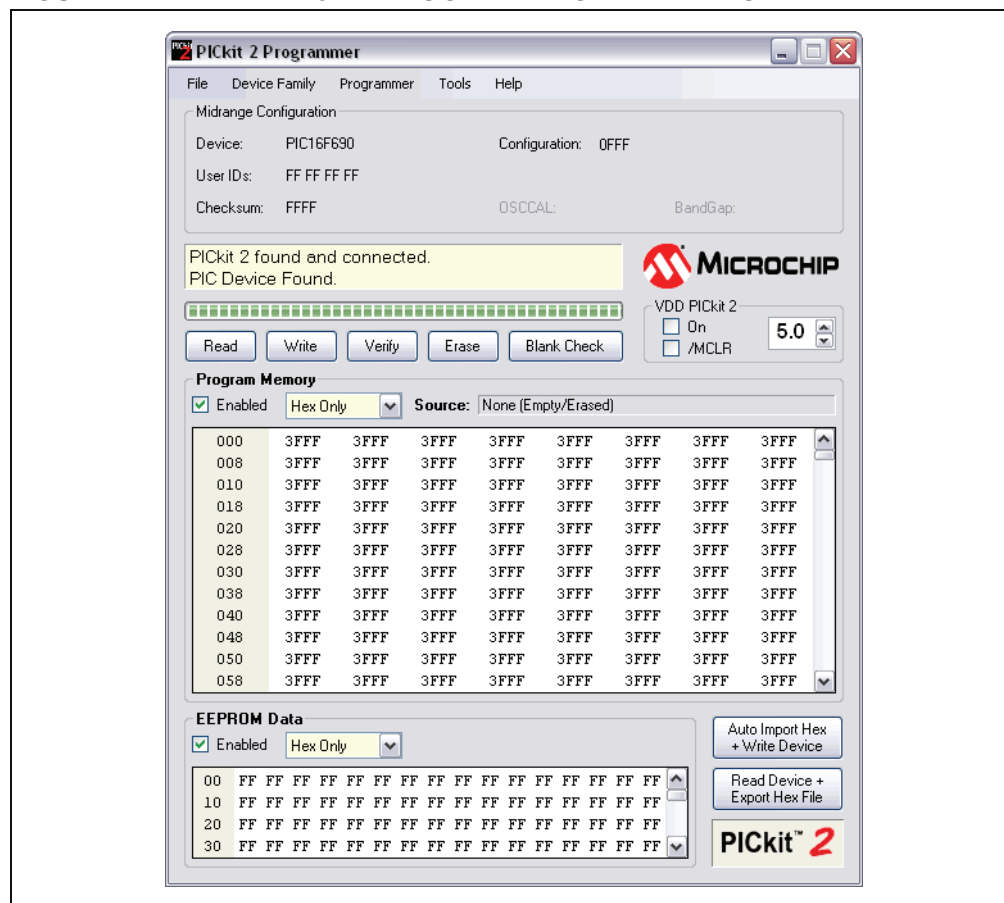 PICkit 2 Programmer
File Device Family Programmer Tools Help
Midrange Configuration
Device: PIC16F690 Configuration: 0FFF
User IDs: FF FF FF FF
Checksum: FFFF OSCCAL: BandGap:
PICkit 2 found and connected.
PIC Device Found.
MICROCHIP
VDD PICkit 2
On
/MCLR
5.0
Read Write Verify Erase Blank Check
Program Memory
Enabled Hex Only Source: None (Empty/Erased)
000 3FFF 3FFF 3FFF 3FFF 3FFF 3FFF 3FFF 3FFF
008 3FFF 3FFF 3FFF 3FFF 3FFF 3FFF 3FFF 3FFF
010 3FFF 3FFF 3FFF 3FFF 3FFF 3FFF 3FFF 3FFF
018 3FFF 3FFF 3FFF 3FFF 3FFF 3FFF 3FFF 3FFF
020 3FFF 3FFF 3FFF 3FFF 3FFF 3FFF 3FFF 3FFF
028 3FFF 3FFF 3FFF 3FFF 3FFF 3FFF 3FFF 3FFF
030 3FFF 3FFF 3FFF 3FFF 3FFF 3FFF 3FFF 3FFF
038 3FFF 3FFF 3FFF 3FFF 3FFF 3FFF 3FFF 3FFF
040 3FFF 3FFF 3FFF 3FFF 3FFF 3FFF 3FFF 3FFF
048 3FFF 3FFF 3FFF 3FFF 3FFF 3FFF 3FFF 3FFF
050 3FFF 3FFF 3FFF 3FFF 3FFF 3FFF 3FFF 3FFF
058 3FFF 3FFF 3FFF 3FFF 3FFF 3FFF 3FFF 3FFF
EEPROM Data
Enabled Hex Only
00 FF FF FF FF FF FF FF FF FF FF FF FF FF FF FF FF
10 FF FF FF FF FF FF FF FF FF FF FF FF FF FF FF FF
20 FF FF FF FF FF FF FF FF FF FF FF FF FF FF FF FF
30 FF FF FF FF FF FF FF FF FF FF FF FF FF FF FF FF
Auto Import Hex
+ Write Device
Read Device +
Export Hex File
PICkit™ 2